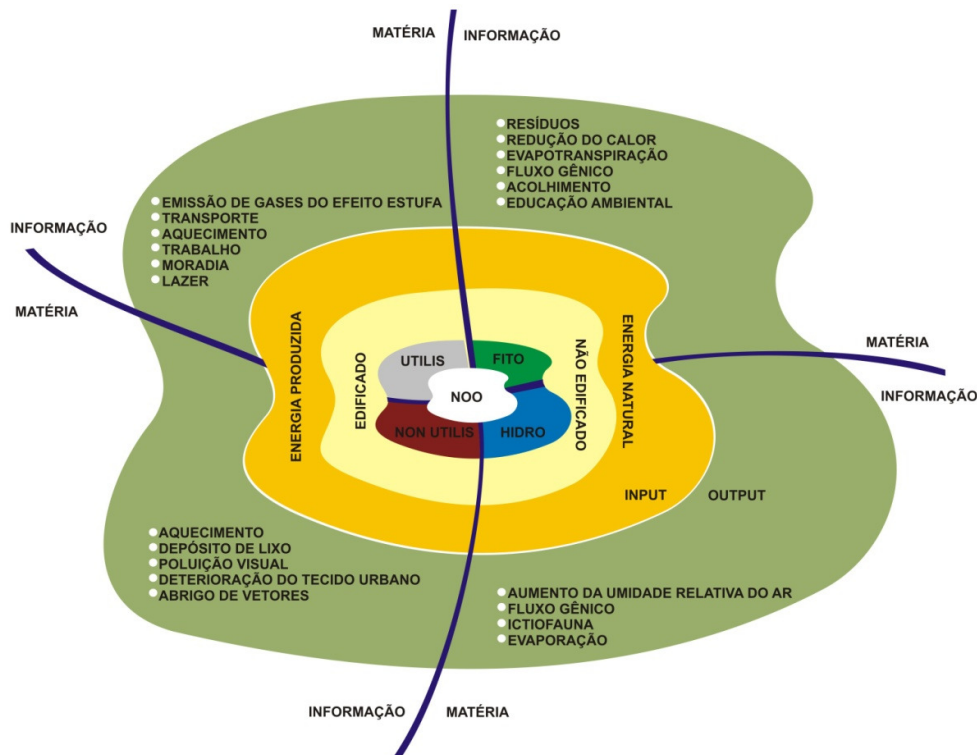 MATÉRIA
INFORMAÇÃO
RESÍDUOS
REDUÇÃO DO CALOR
EVAPOTRANSPIRAÇÃO
FLUXO GÊNICO
ACOLHIMENTO
EDUCAÇÃO AMBIENTAL
EMISSÃO DE GASES DO EFEITO ESTUFA
TRANSPORTE
AQUECIMENTO
TRABALHO
MORADIA
LAZER
INFORMAÇÃO
MATÉRIA
ENERGIA PRODUZIDA
EDIFICADO
UTILIS
FITO
NOO
NON UTILIS
HIDRO
NÃO EDIFICADO
ENERGIA NATURAL
MATÉRIA
INFORMAÇÃO
INPUT
OUTPUT
AQUECIMENTO
DEPÓSITO DE LIXO
POLUIÇÃO VISUAL
DETERIORAÇÃO DO TECIDO URBANO
ABRIGO DE VETORES
AUMENTO DA UMIDADE RELATIVA DO AR
FLUXO GÊNICO
ICTIOFAUNA
EVAPORAÇÃO
INFORMAÇÃO
MATÉRIA